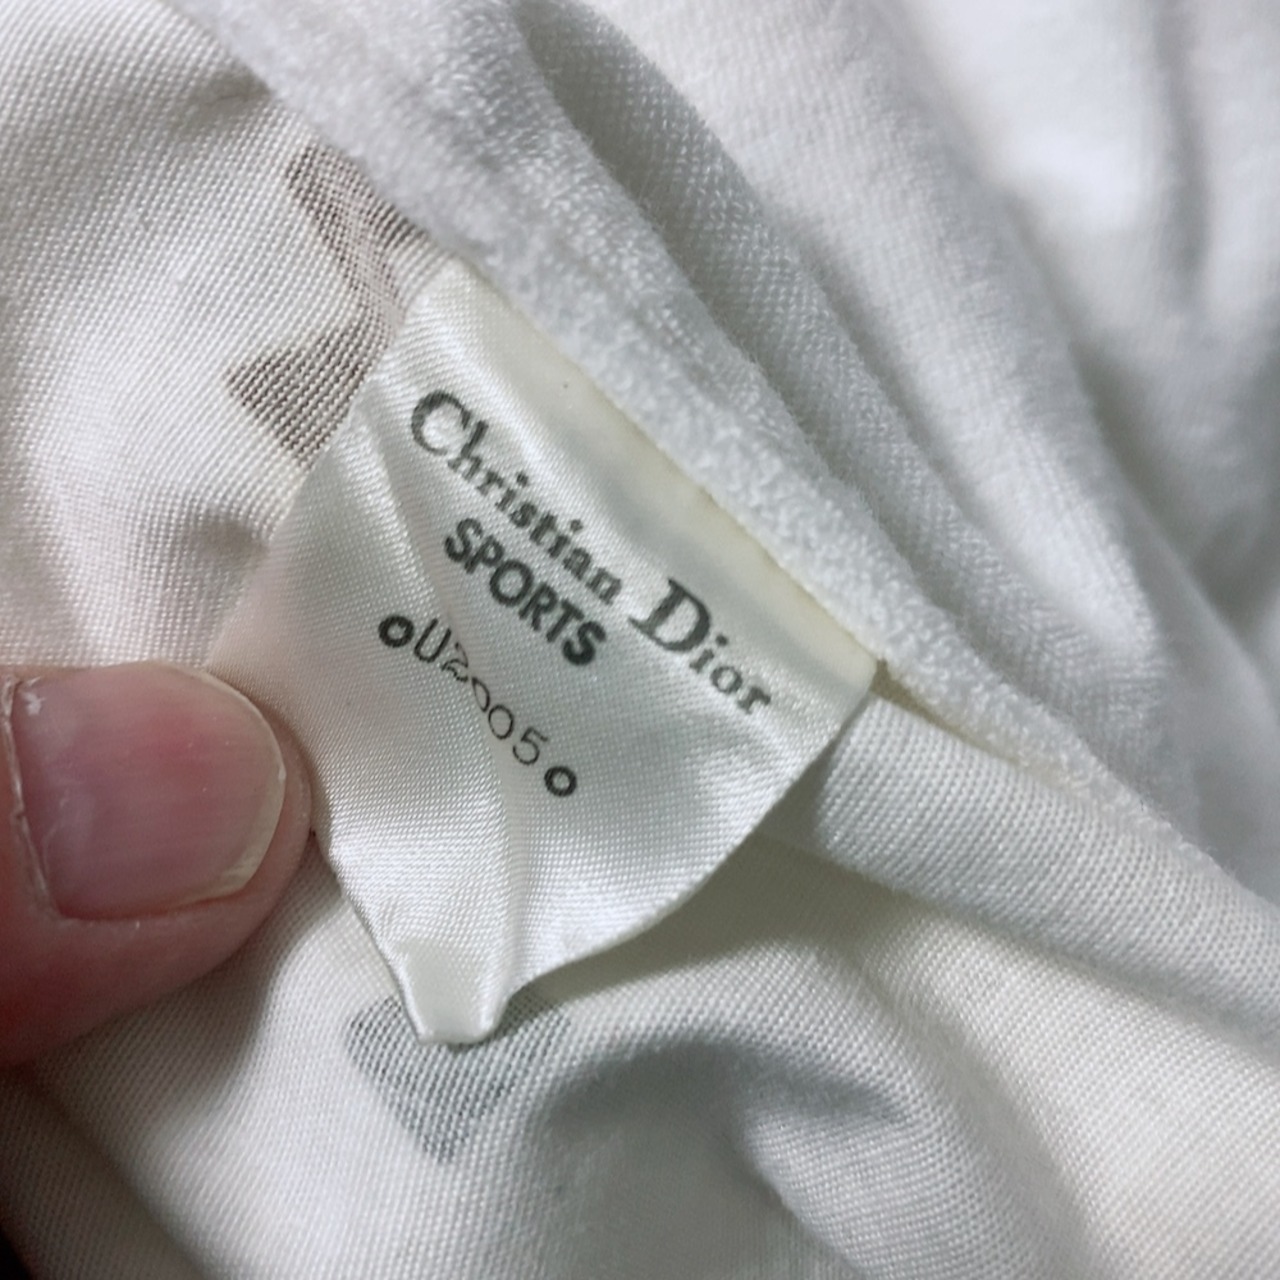 Christian Dior
SPORTS
oU2005o